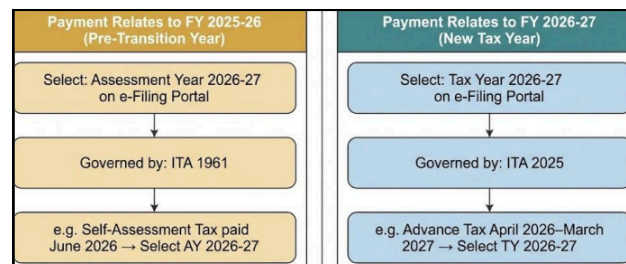 Payment Relates to FY 2025-26
(Pre-Transition Year)
Select: Assessment Year 2026-27
on e-Filing Portal
Governed by: ITA 1961
e.g. Self-Assessment Tax paid
June 2026 → Select AY 2026-27
Payment Relates to FY 2026-27
(New Tax Year)
Select: Tax Year 2026-27
on e-Filing Portal
Governed by: ITA 2025
e.g. Advance Tax April 2026–March
2027 → Select TY 2026-27